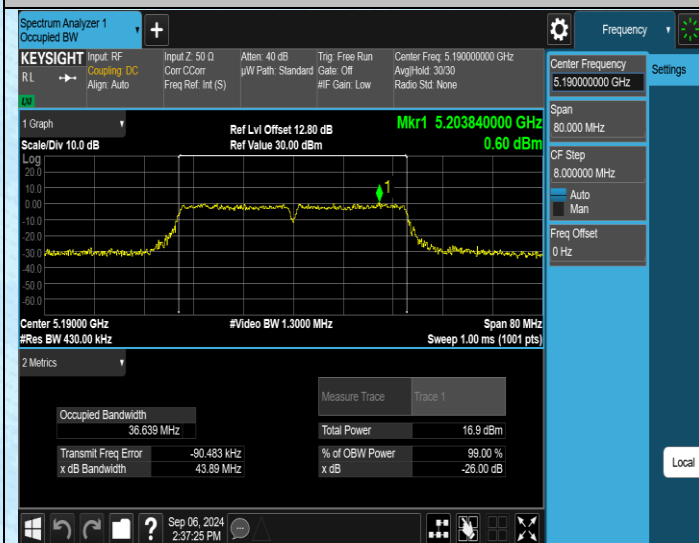 Spectrum Analyzer 1
Occupied BW
+
Frequency
KEYSIGHT
RL
Input: RF
Coupling: DC
Align: Auto
Input Z: 50 Ω
Corr CCorr
Freq Ref: Int (S)
Atten: 40 dB
µW Path: Standard
Trig: Free Run
Gate: Off
#IF Gain: Low
Center Freq: 5.190000000 GHz
Avg|Hold: 30/30
Radio Std: None
LXI
Center Frequency
5.190000000 GHz
Settings
Span
80.000 MHz
CF Step
8.000000 MHz
Auto
Man
Freq Offset
0 Hz
1 Graph
Scale/Div 10.0 dB
Ref Lvl Offset 12.80 dB
Ref Value 30.00 dBm
Mkr1 5.203840000 GHz
0.60 dBm
Log
20.0
10.0
0.00
-10.0
-20.0
-30.0
-40.0
-50.0
-60.0
1
Center 5.19000 GHz
#Video BW 1.3000 MHz
Span 80 MHz
#Res BW 430.00 kHz
Sweep 1.00 ms (1001 pts)
2 Metrics
Measure Trace
Trace 1
Occupied Bandwidth
36.639 MHz
Total Power
16.9 dBm
Transmit Freq Error
-90.483 kHz
% of OBW Power
99.00 %
x dB Bandwidth
43.89 MHz
x dB
-26.00 dB
Local
?
Sep 06, 2024
2:37:25 PM